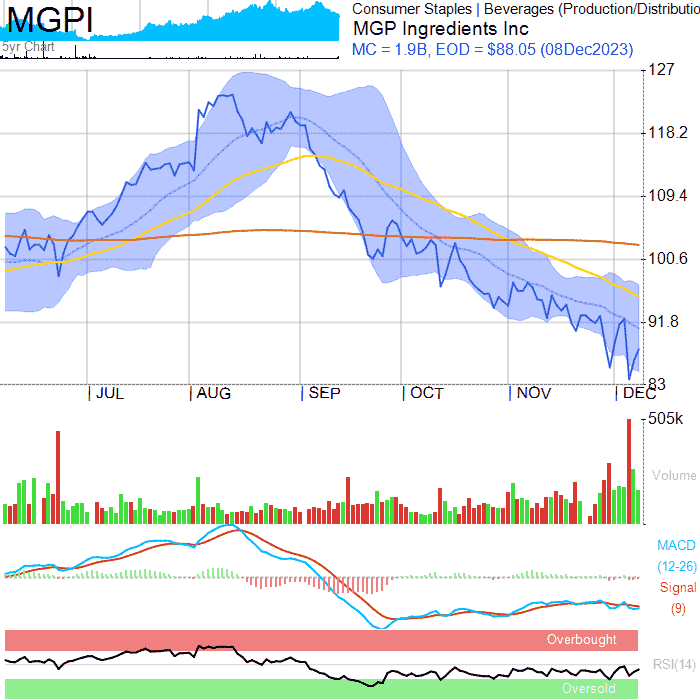 MGPI
5yr Chart
Consumer Staples | Beverages (Production/Distributio
MGP Ingredients Inc
MC = 1.9B, EOD = $88.05 (08Dec2023)
127
118.2
109.4
100.6
91.8
83
JUL
AUG
SEP
OCT
NOV
DEC
505k
Volume
MACD
(12-26)
Signal
(9)
Overbought
RSI(14)
Oversold